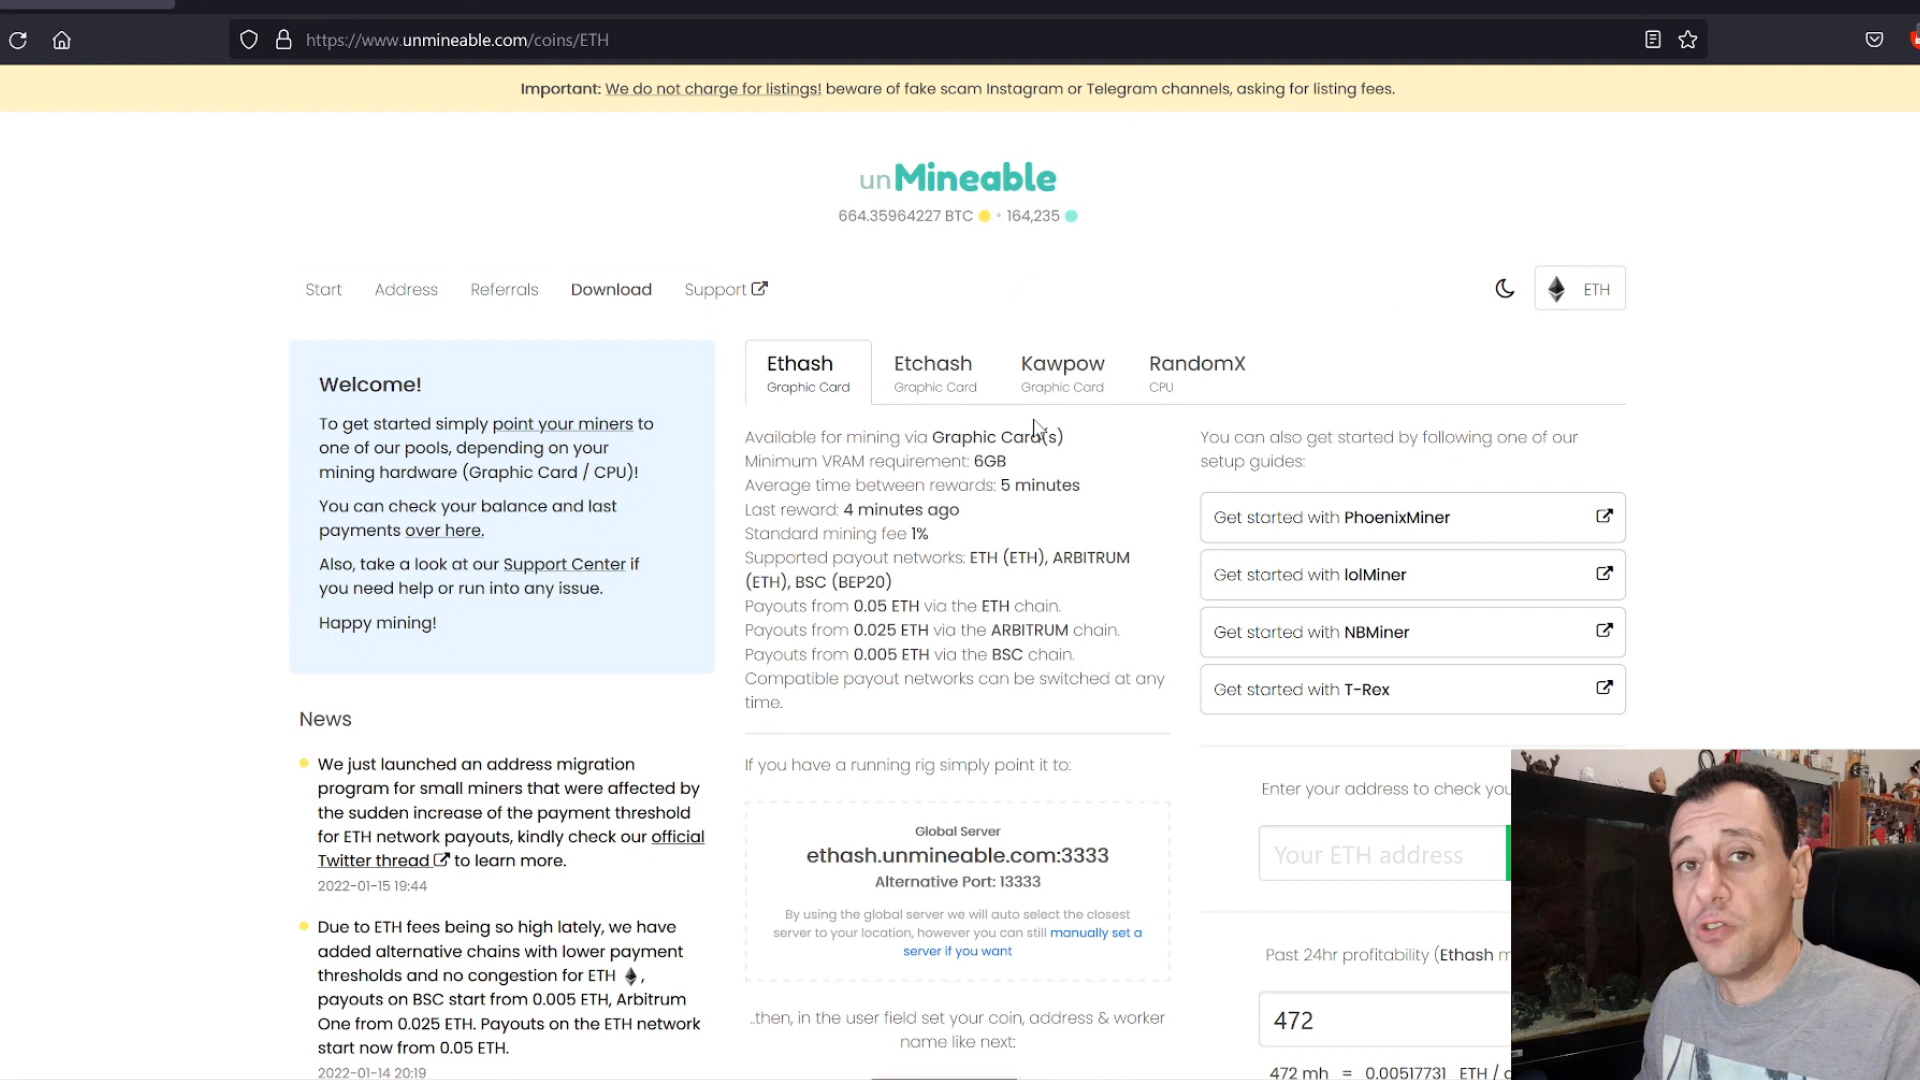 https://www.unmineable.com/coins/ETH
Important: We do not charge for listings! beware of fake scam Instagram or Telegram channels, asking for listing fees.
unMineable
664.35964227 BTC • 164,235
Start Address Referrals Download Support
ETH
Welcome!
To get started simply point your miners to
one of our pools, depending on your
mining hardware (Graphic Card / CPU)!
You can check your balance and last
payments over here.
Also, take a look at our Support Center if
you need help or run into any issue.
Happy mining!
News
We just launched an address migration
program for small miners that were affected by
the sudden increase of the payment threshold
for ETH network payouts, kindly check our official
Twitter thread to learn more.
2022-01-15 19:44
Due to ETH fees being so high lately, we have
added alternative chains with lower payment
thresholds and no congestion for ETH ,
payouts on BSC start from 0.005 ETH, Arbitrum
One from 0.025 ETH. Payouts on the ETH network
start now from 0.05 ETH.
2022-01-14 20:19
Ethash Etchash Kawpow RandomX
Graphic Card Graphic Card Graphic Card CPU
Available for mining via Graphic Card(s)
Minimum VRAM requirement: 6GB
Average time between rewards: 5 minutes
Last reward: 4 minutes ago
Standard mining fee 1%
Supported payout networks: ETH (ETH), ARBITRUM
(ETH), BSC (BEP20)
Payouts from 0.05 ETH via the ETH chain.
Payouts from 0.025 ETH via the ARBITRUM chain.
Payouts from 0.005 ETH via the BSC chain.
Compatible payout networks can be switched at any
time.
If you have a running rig simply point it to:
Global Server
ethash.unmineable.com:3333
Alternative Port: 13333
By using the global server we will auto select the closest
server to your location, however you can still manually set a
server if you want
..then, in the user field set your coin, address & worker
name like next:
You can also get started by following one of our
setup guides:
Get started with PhoenixMiner
Get started with lolMiner
Get started with NBMiner
Get started with T-Rex
Enter your address to check you
Your ETH address
Past 24hr profitability (Ethash m
472
472 mh = 0.00517731 ETH /